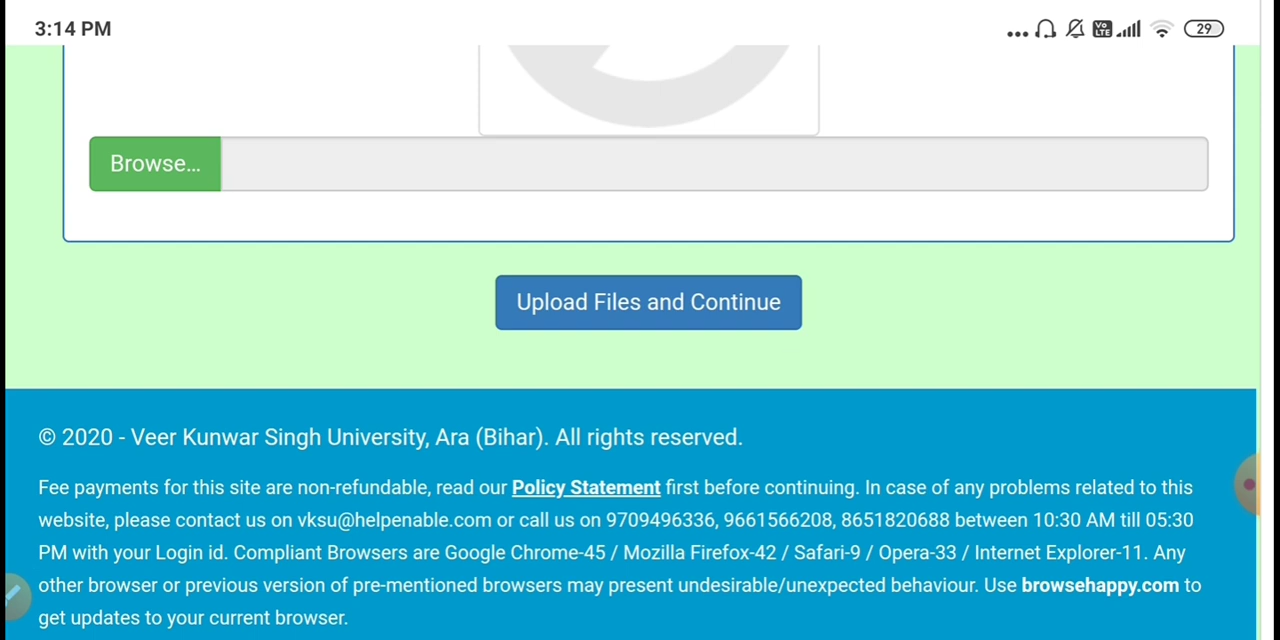 3:14 PM
Vo LTE
29
Browse...
Upload Files and Continue
© 2020 - Veer Kunwar Singh University, Ara (Bihar). All rights reserved.
Fee payments for this site are non-refundable, read our Policy Statement first before continuing. In case of any problems related to this
website, please contact us on vksu@helpenable.com or call us on 9709496336, 9661566208, 8651820688 between 10:30 AM till 05:30
PM with your Login id. Compliant Browsers are Google Chrome-45 / Mozilla Firefox-42 / Safari-9 / Opera-33 / Internet Explorer-11. Any
other browser or previous version of pre-mentioned browsers may present undesirable/unexpected behaviour. Use browsehappy.com to
get updates to your current browser.